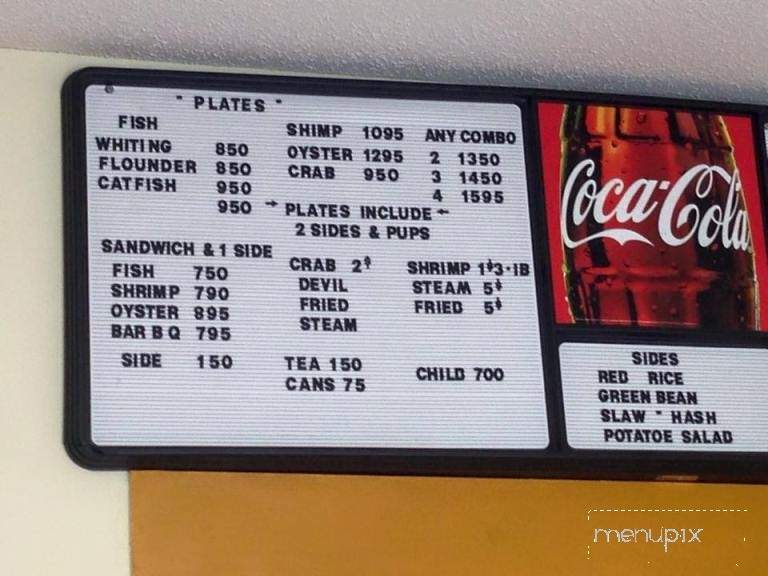 " PLATES "
FISH
WHITING 850
FLOUNDER 850
CATFISH 950
950
SHIMP 1095
OYSTER 1295
CRAB 950
ANY COMBO
2 1350
3 1450
4 1595
PLATES INCLUDE
2 SIDES & PUPS
SANDWICH & 1 SIDE
FISH 750
SHRIMP 790
OYSTER 895
BAR B Q 795
SIDE 150
CRAB 2$
DEVIL
FRIED
STEAM
TEA 150
CANS 75
SHRIMP 1$3·IB
STEAM 5$
FRIED 5$
CHILD 700
Coca-Cola
SIDES
RED RICE
GREEN BEAN
SLAW " HASH
POTATOE SALAD
menupix